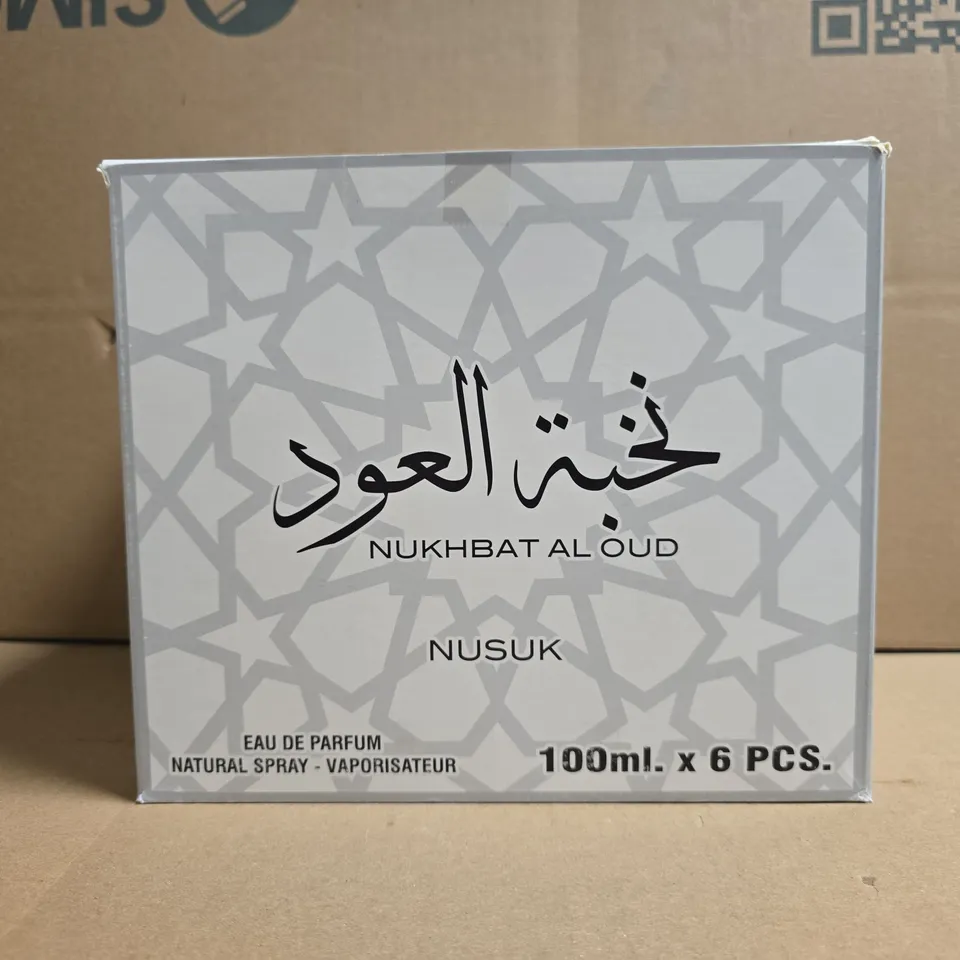 نخبة العود
NUKHBAT AL OUD
NUSUK
EAU DE PARFUM
NATURAL SPRAY - VAPORISATEUR
100ml. x 6 PCS.